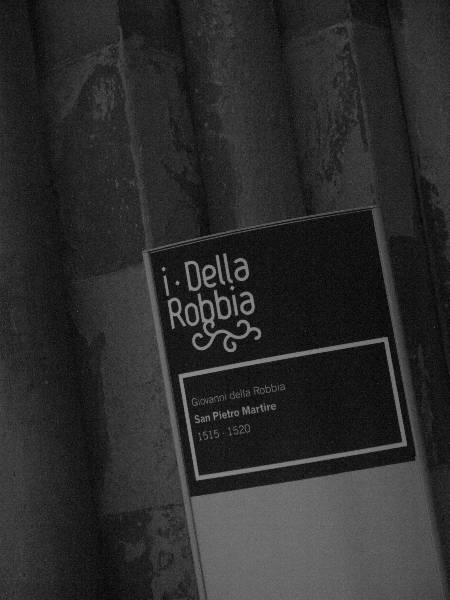 i · Della
Robbia
Giovanni della Robbia
San Pietro Martire
1515 - 1520